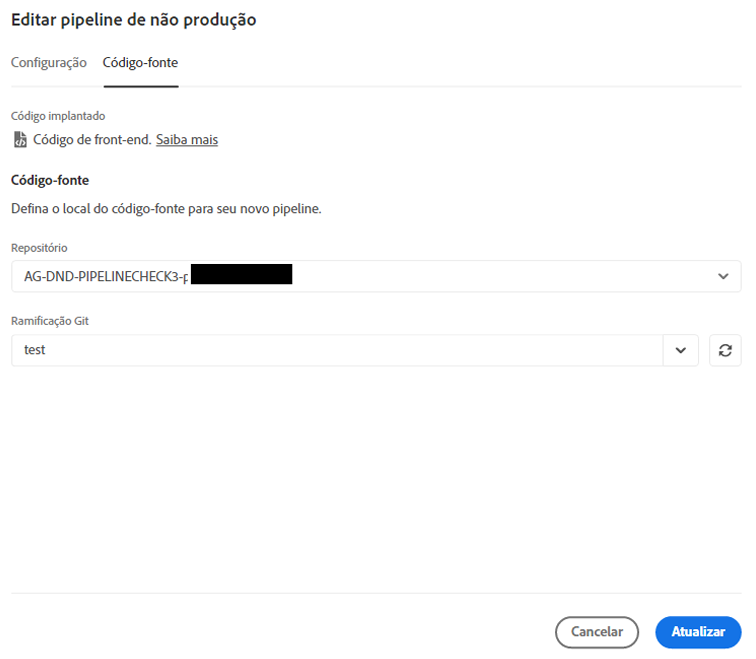 Editar pipeline de não produção
Configuração Código-fonte
Código implantado
Código de front-end. Saiba mais
Código-fonte
Defina o local do código-fonte para seu novo pipeline.
Repositório
AG-DND-PIPELINECHECK3-p
Ramificação Git
test
Cancelar Atualizar